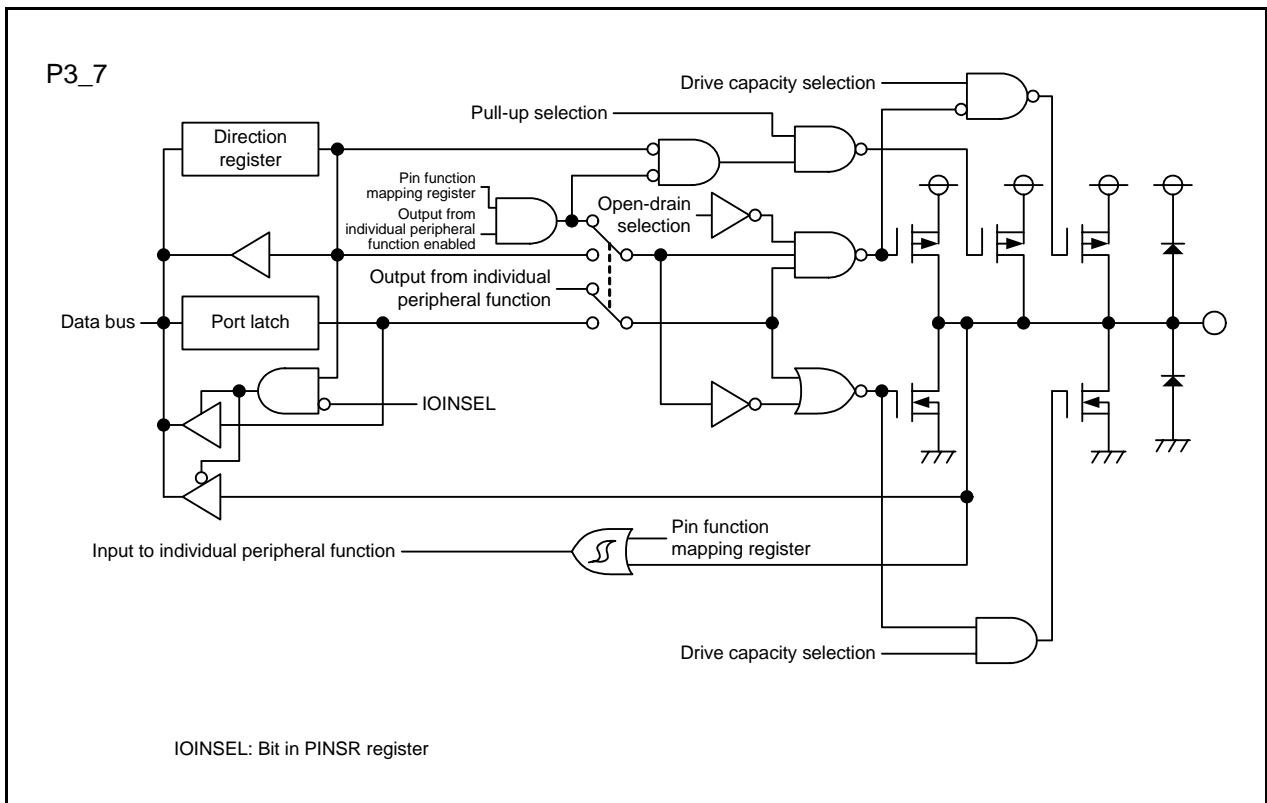 P3_7
Drive capacity selection
Pull-up selection
Direction
register
Pin function
mapping register
Output from
individual peripheral
function enabled
Open-drain
selection
Output from individual
peripheral function
Data bus
Port latch
IOINSEL
Pin function
mapping register
Input to individual peripheral function
Drive capacity selection
IOINSEL: Bit in PINSR register